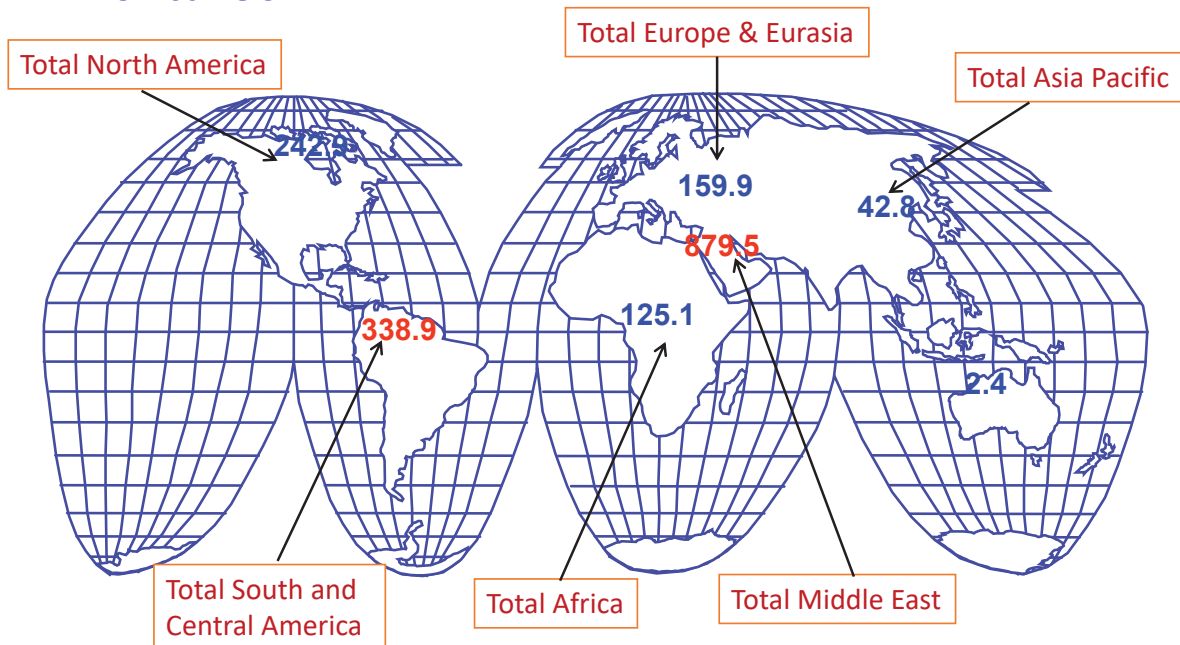 Total Europe & Eurasia
Total North America
Total Asia Pacific
242.9
159.9
42.8
879.5
125.1
338.9
2.4
Total South and
Central America
Total Africa
Total Middle East